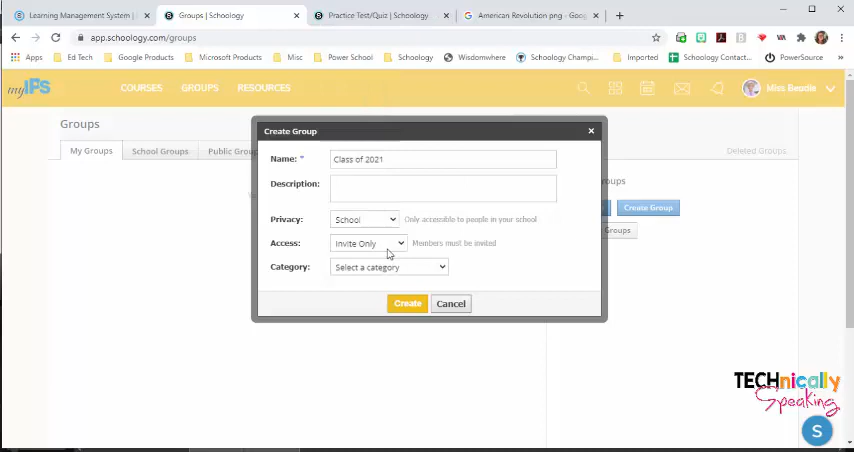 Learning Management System |
Groups | Schoology
Practice Test/Quiz | Schoology
American Revolution png - Goo
app.schoology.com/groups
Apps
Ed Tech
Microsoft Products
Misc
Power School
Schoology
Wisdomwhere
Schoology Champi...
Imported
Schoology Contact...
PowerSource
myIPS
COURSES
GROUPS
RESOURCES
Miss Beadle
Groups
My Groups
School Groups
Public Group
Deleted Groups
Create Group
Groups
Create Group
Name: *
Class of 2021
Description:
Privacy:
School
Only accessible to people in your school
Access:
Invite Only
Members must be invited
Category:
Select a category
Create
Cancel
TECHnically
Speaking
S